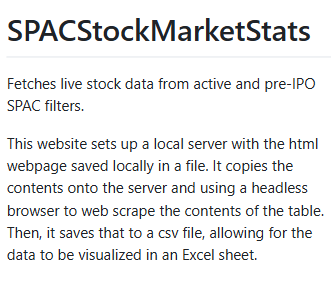 SPACStockMarketStats
Fetches live stock data from active and pre-IPO
SPAC filters.
This website sets up a local server with the html
webpage saved locally in a file. It copies the
contents onto the server and using a headless
browser to web scrape the contents of the table.
Then, it saves that to a csv file, allowing for the
data to be visualized in an Excel sheet.